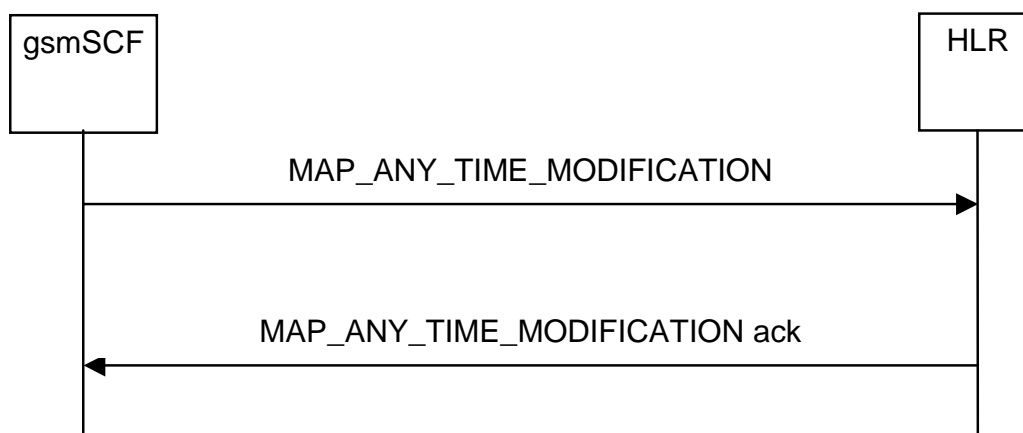 gsmSCF
HLR
MAP_ANY_TIME_MODIFICATION
MAP_ANY_TIME_MODIFICATION ack